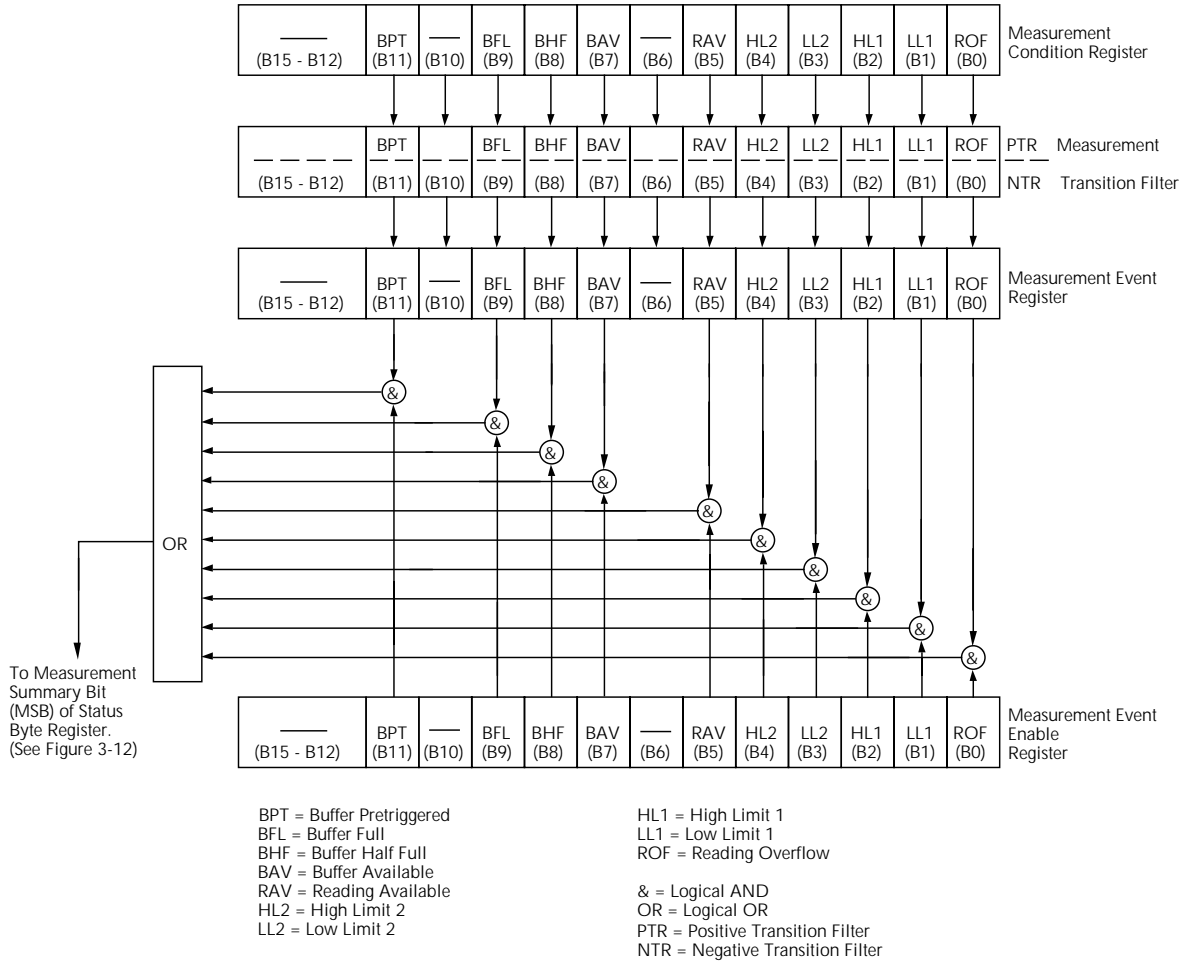 BPT BFL BHF BAV RAV HL2 LL2 HL1 LL1 ROF
(B15 - B12) (B11) (B10) (B9) (B8) (B7) (B6) (B5) (B4) (B3) (B2) (B1) (B0)
Measurement
Condition Register
BPT BFL BHF BAV RAV HL2 LL2 HL1 LL1 ROF PTR Measurement
(B15 - B12) (B11) (B10) (B9) (B8) (B7) (B6) (B5) (B4) (B3) (B2) (B1) (B0) NTR Transition Filter
BPT BFL BHF BAV RAV HL2 LL2 HL1 LL1 ROF
(B15 - B12) (B11) (B10) (B9) (B8) (B7) (B6) (B5) (B4) (B3) (B2) (B1) (B0)
Measurement Event
Register
&
&
&
&
&
OR
&
&
&
&
&
To Measurement
Summary Bit
(MSB) of Status
Byte Register.
(See Figure 3-12)
BPT BFL BHF BAV RAV HL2 LL2 HL1 LL1 ROF
(B15 - B12) (B11) (B10) (B9) (B8) (B7) (B6) (B5) (B4) (B3) (B2) (B1) (B0)
Measurement Event
Enable
Register
BPT = Buffer Pretriggered
BFL = Buffer Full
BHF = Buffer Half Full
BAV = Buffer Available
RAV = Reading Available
HL2 = High Limit 2
LL2 = Low Limit 2
HL1 = High Limit 1
LL1 = Low Limit 1
ROF = Reading Overflow
& = Logical AND
OR = Logical OR
PTR = Positive Transition Filter
NTR = Negative Transition Filter